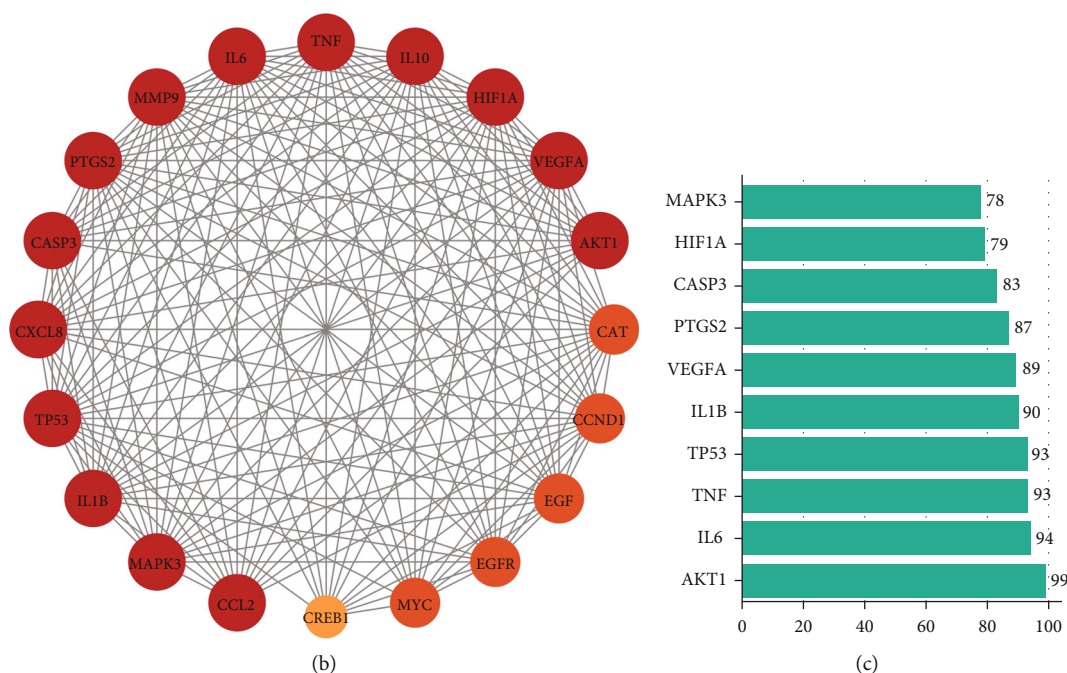 TNF
IL6
IL10
MMP9
HIF1A
PTGS2
VEGFA
CASP3
AKT1
CXCL8
CAT
TP53
CCND1
IL1B
EGF
MAPK3
EGFR
CCL2
MYC
CREB1
(b)
MAPK3 78
HIF1A 79
CASP3 83
PTGS2 87
VEGFA 89
IL1B 90
TP53 93
TNF 93
IL6 94
AKT1 99
0 20 40 60 80 100
(c)